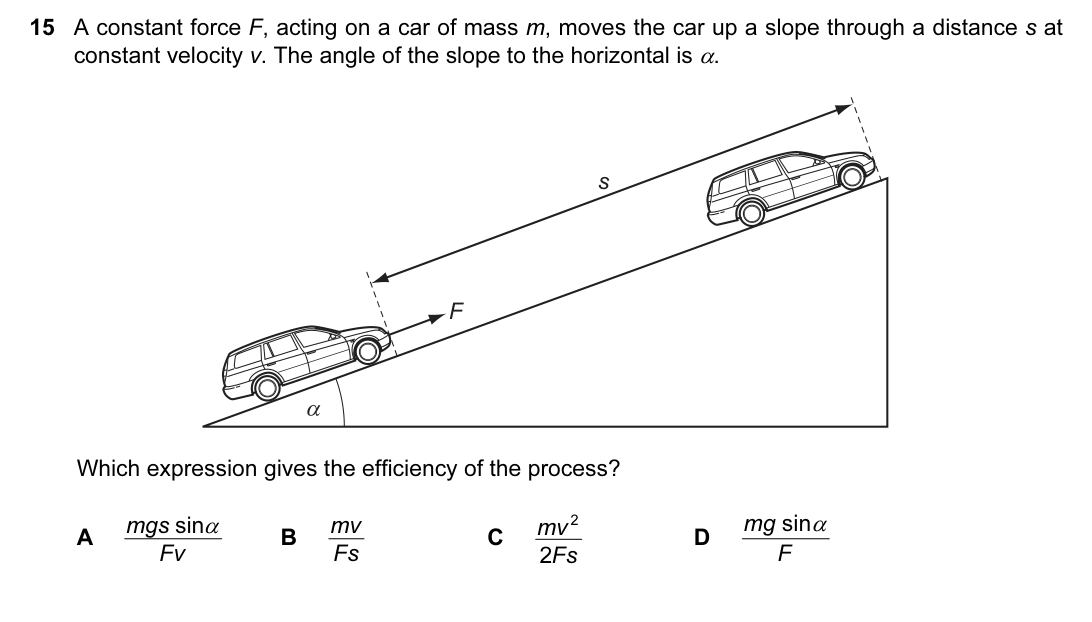 15 A constant force F, acting on a car of mass m, moves the car up a slope through a distance s at
constant velocity v. The angle of the slope to the horizontal is α.
s
F
α
Which expression gives the efficiency of the process?
A mgs sinα / Fv B mv / Fs C mv² / 2Fs D mg sinα / F